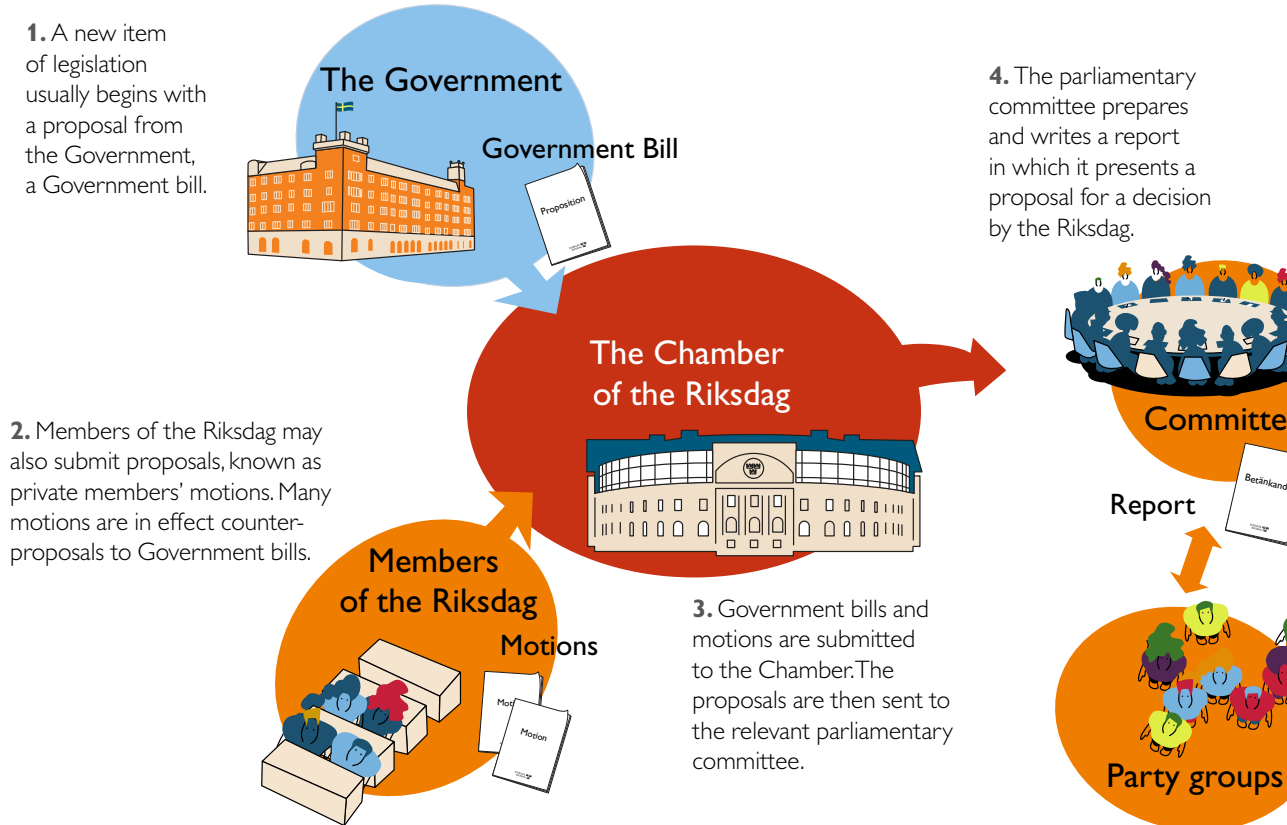 1. A new item
of legislation
usually begins with
a proposal from
the Government,
a Government bill.
The Government
Government Bill
Proposition
2. Members of the Riksdag may
also submit proposals, known as
private members’ motions. Many
motions are in effect counter-
proposals to Government bills.
Members
of the Riksdag
Motions
Motion
The Chamber
of the Riksdag
3. Government bills and
motions are submitted
to the Chamber. The
proposals are then sent to
the relevant parliamentary
committee.
4. The parliamentary
committee prepares
and writes a report
in which it presents a
proposal for a decision
by the Riksdag.
Committe
Report
Betänkand
Party groups